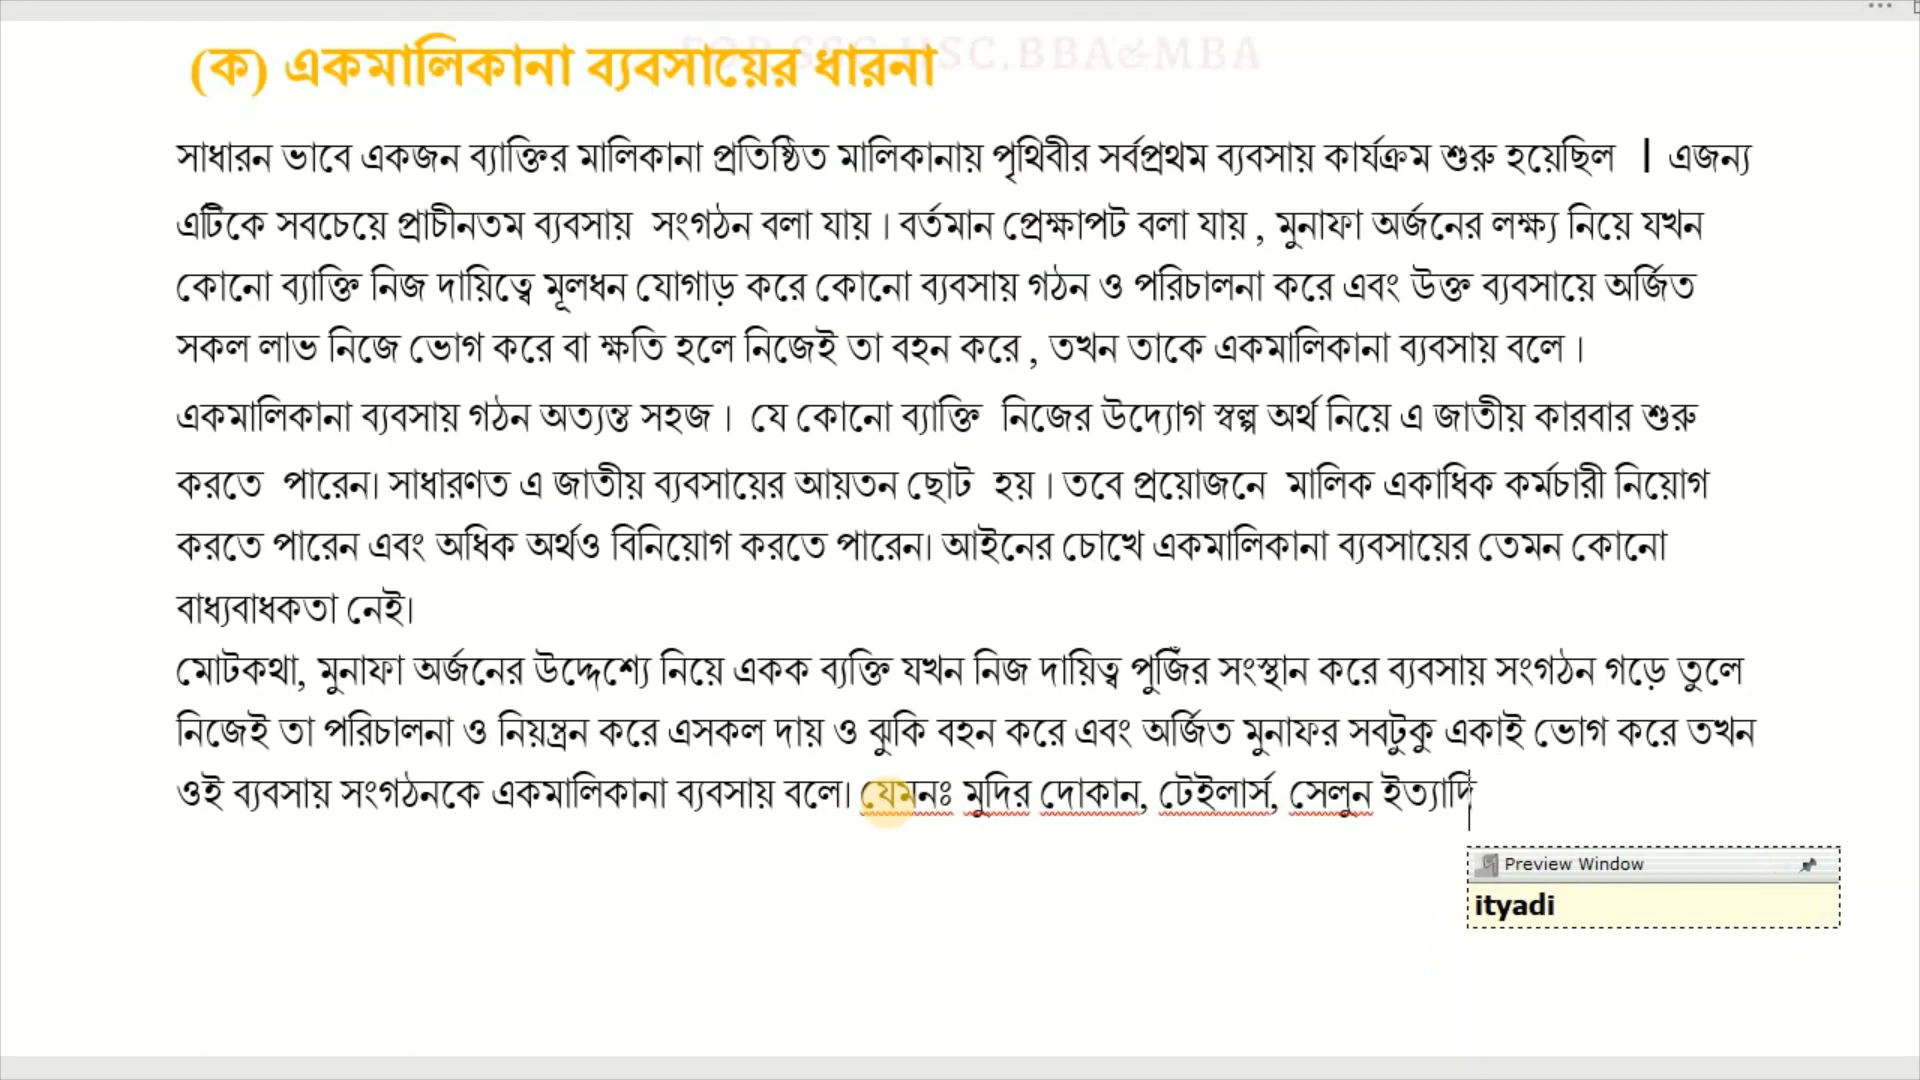 FOR SSC,HSC,BBA&MBA
(ক) একমালিকানা ব্যবসায়ের ধারনা
সাধারন ভাবে একজন ব্যাক্তির মালিকানা প্রতিষ্ঠিত মালিকানায় পৃথিবীর সর্বপ্রথম ব্যবসায় কার্যক্রম শুরু হয়েছিল । এজন্য
এটিকে সবচেয়ে প্রাচীনতম ব্যবসায় সংগঠন বলা যায় । বর্তমান প্রেক্ষাপট বলা যায় , মুনাফা অর্জনের লক্ষ্য নিয়ে যখন
কোনো ব্যাক্তি নিজ দায়িত্বে মূলধন যোগাড় করে কোনো ব্যবসায় গঠন ও পরিচালনা করে এবং উক্ত ব্যবসায়ে অর্জিত
সকল লাভ নিজে ভোগ করে বা ক্ষতি হলে নিজেই তা বহন করে , তখন তাকে একমালিকানা ব্যবসায় বলে ।
একমালিকানা ব্যবসায় গঠন অত্যন্ত সহজ । যে কোনো ব্যাক্তি নিজের উদ্যোগ স্বল্প অর্থ নিয়ে এ জাতীয় কারবার শুরু
করতে পারেন। সাধারণত এ জাতীয় ব্যবসায়ের আয়তন ছোট হয় । তবে প্রয়োজনে মালিক একাধিক কর্মচারী নিয়োগ
করতে পারেন এবং অধিক অর্থও বিনিয়োগ করতে পারেন। আইনের চোখে একমালিকানা ব্যবসায়ের তেমন কোনো
বাধ্যবাধকতা নেই।
মোটকথা, মুনাফা অর্জনের উদ্দেশ্যে নিয়ে একক ব্যক্তি যখন নিজ দায়িত্ব পুজিঁর সংস্থান করে ব্যবসায় সংগঠন গড়ে তুলে
নিজেই তা পরিচালনা ও নিয়ন্ত্রন করে এসকল দায় ও ঝুকি বহন করে এবং অর্জিত মুনাফর সবটুকু একাই ভোগ করে তখন
ওই ব্যবসায় সংগঠনকে একমালিকানা ব্যবসায় বলে। যেমনঃ মুদির দোকান, টেইলার্স, সেলুন ইত্যাদি
Preview Window
ityadi